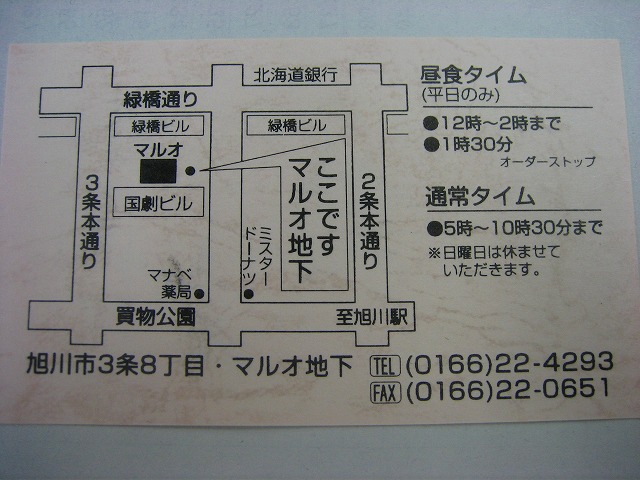 北海道銀行
緑橋通り
緑橋ビル
緑橋ビル
マルオ
国劇ビル
3条本通り
ここです
マルオ地下
2条本通り
ミスター
ドーナツ
マナベ
薬局
買物公園
至旭川駅
昼食タイム
(平日のみ)
●12時～2時まで
●1時30分
オーダーストップ
通常タイム
●5時～10時30分まで
※日曜日は休ませて
いただきます。
旭川市3条8丁目・マルオ地下 TEL (0166)22-4293
FAX (0166)22-0651